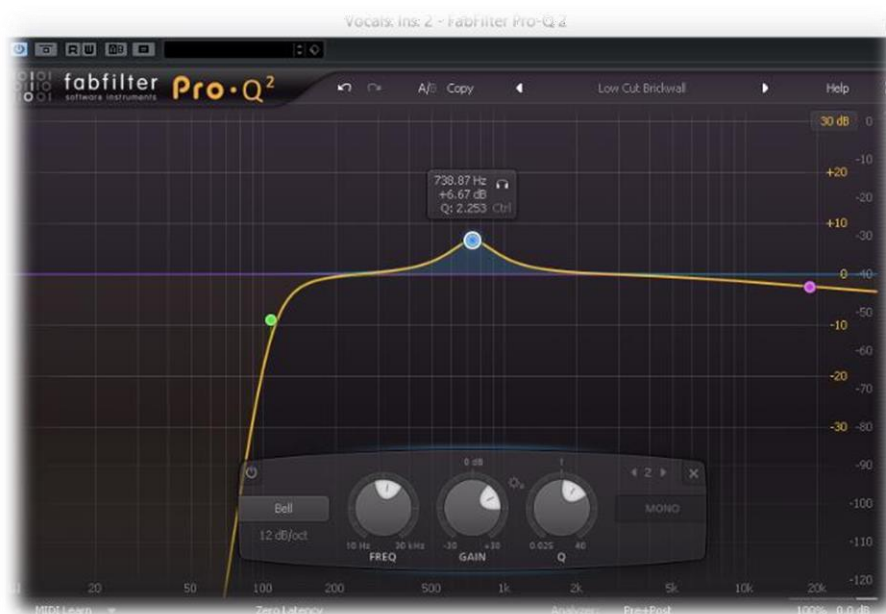 Vocals: Ins: 2 - FabFilter Pro-Q 2
R W
fabfilter Pro·Q²
software instruments
A/B Copy
Low Cut Brickwall
Help
30 dB 0
-10
+20
-20
+10
-30
0 -40
-50
-10
-60
-20 -70
-30 -80
-90
-100
-110
-120
738.87 Hz
+6.67 dB
Q: 2.253 Ctrl
0 dB 1
2
Bell
MONO
12 dB/oct
10 Hz 30 kHz -30 +30 0.025 40
FREQ GAIN Q
20 50 100 200 500 1k 2k 5k 10k 20k
MIDI Learn Zero Latency Analyzer: Pre+Post 100% 0.0 dB